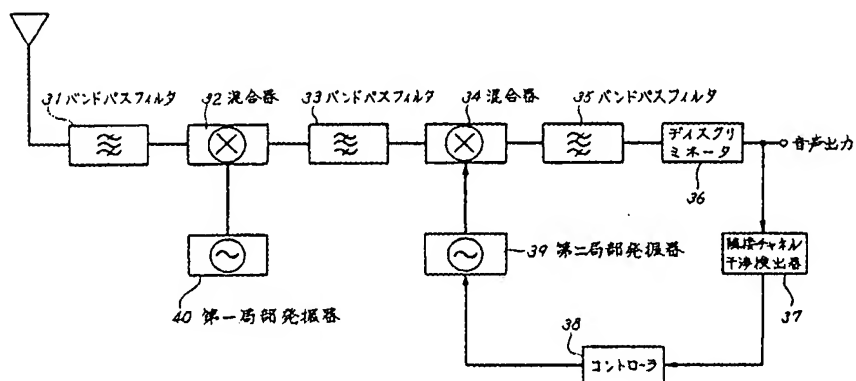 31 バンドパスフィルタ
32 混合器
33 バンドパスフィルタ
34 混合器
35 バンドパスフィルタ
ディスクリ
ミネータ
36
音声出力
39 第二局部発振器
隣接チャネル
干渉検出器
37
40 第一局部発振器
38
コントローラ